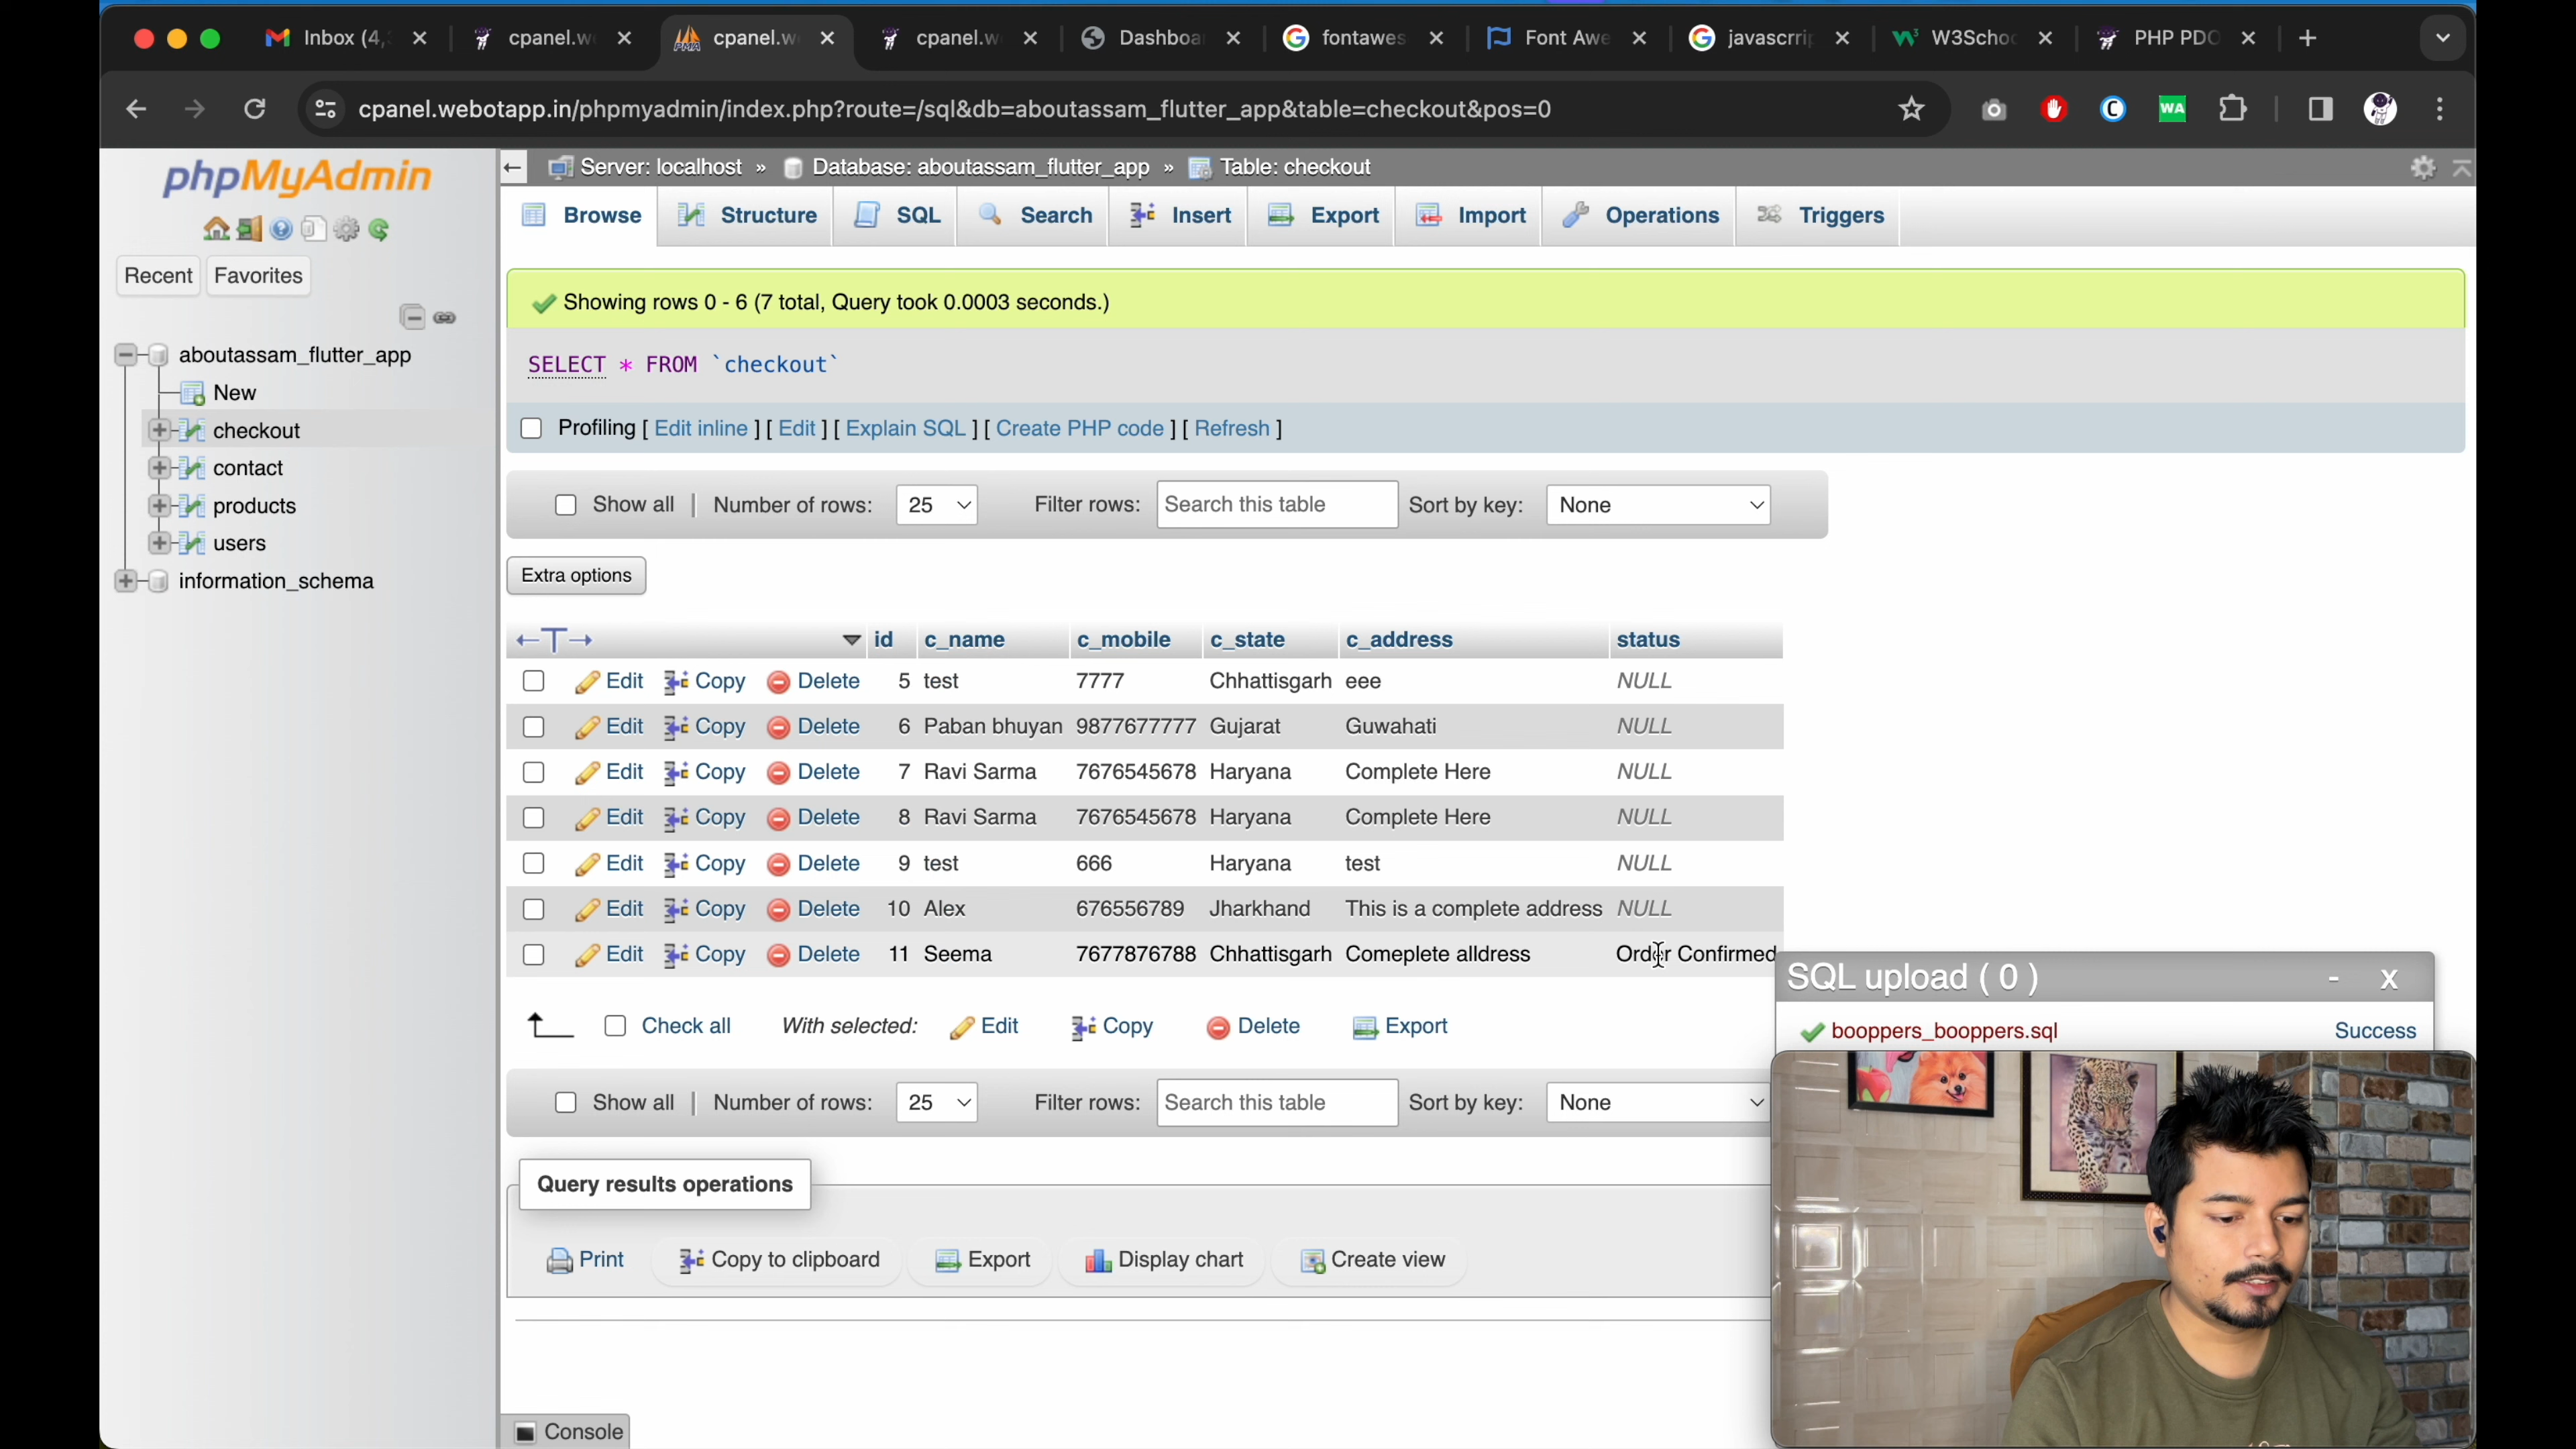 Inbox (4,
cpanel.w
cpanel.w
cpanel.w
Dashboa
fontawes
Font Awe
javascrrip
W3Scho
PHP PDO
cpanel.webotapp.in/phpmyadmin/index.php?route=/sql&db=aboutassam_flutter_app&table=checkout&pos=0
WA
phpMyAdmin
Recent Favorites
aboutassam_flutter_app
New
checkout
contact
products
users
information_schema
Server: localhost » Database: aboutassam_flutter_app » Table: checkout
Browse Structure SQL Search Insert Export Import Operations Triggers
Showing rows 0 - 6 (7 total, Query took 0.0003 seconds.)
SELECT * FROM `checkout`
Profiling [ Edit inline ] [ Edit ] [ Explain SQL ] [ Create PHP code ] [ Refresh ]
Show all | Number of rows: 25 Filter rows: Search this table Sort by key: None
Extra options
←T→ id c_name c_mobile c_state c_address status
Edit Copy Delete 5 test 7777 Chhattisgarh eee NULL
Edit Copy Delete 6 Paban bhuyan 9877677777 Gujarat Guwahati NULL
Edit Copy Delete 7 Ravi Sarma 7676545678 Haryana Complete Here NULL
Edit Copy Delete 8 Ravi Sarma 7676545678 Haryana Complete Here NULL
Edit Copy Delete 9 test 666 Haryana test NULL
Edit Copy Delete 10 Alex 676556789 Jharkhand This is a complete address NULL
Edit Copy Delete 11 Seema 7677876788 Chhattisgarh Comeplete alldress Order Confirmed
Check all With selected: Edit Copy Delete Export
Show all | Number of rows: 25 Filter rows: Search this table Sort by key: None
Query results operations
Print Copy to clipboard Export Display chart Create view
Console
SQL upload ( 0 ) - x
booppers_booppers.sql Success